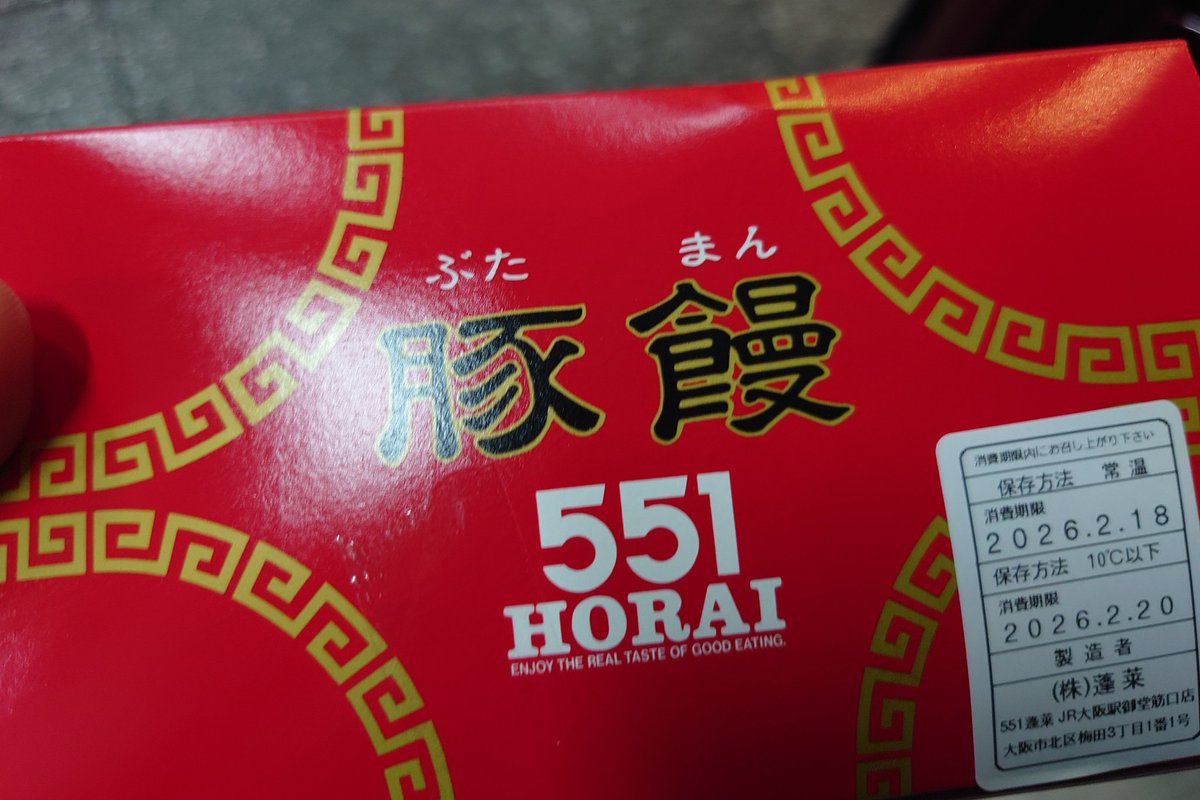 ぶた まん
豚饅
551
HORAI
ENJOY THE REAL TASTE OF GOOD EATING.
消費期限内にお召し上がり下さい
保存方法 常温
消費期限
2026.2.18
保存方法 10℃以下
消費期限
2026.2.20
製造者
(株)蓬莱
551蓬莱 JR大阪駅御堂筋口店
大阪市北区梅田3丁目1番1号